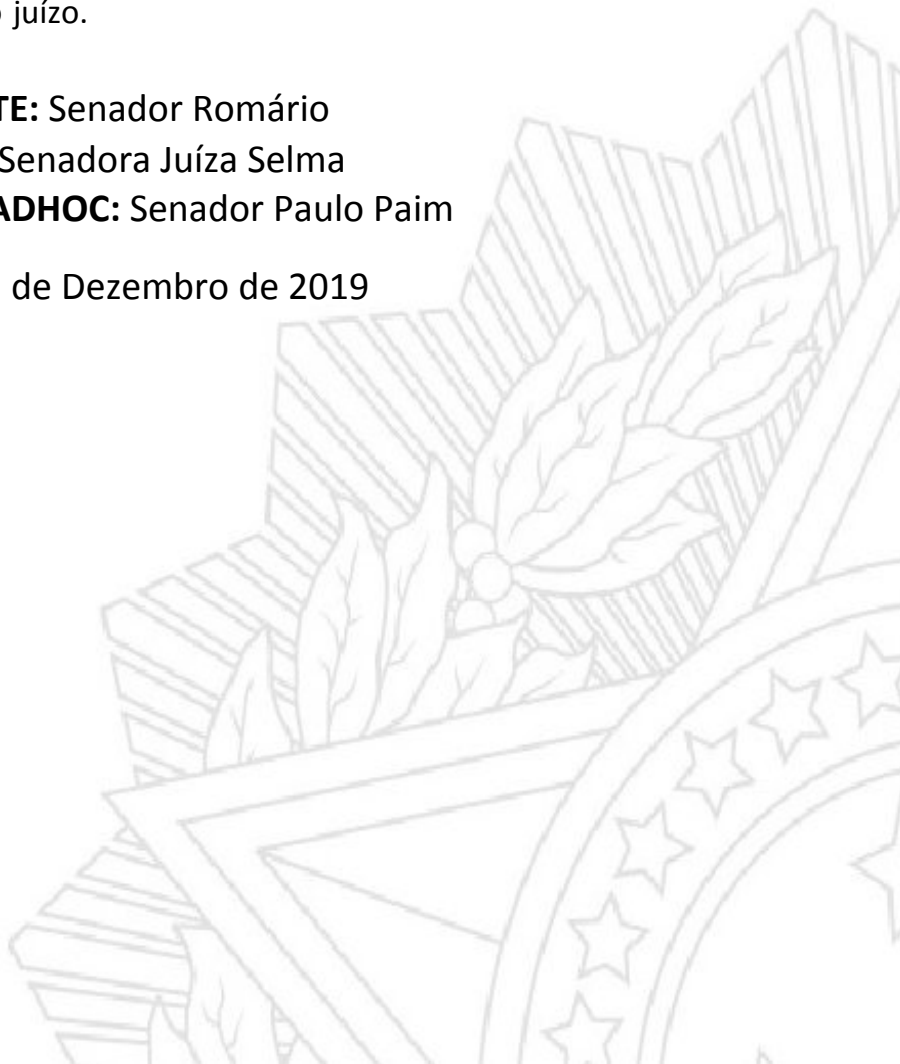 juízo.
TE: Senador Romário
Senadora Juíza Selma
ADHOC: Senador Paulo Paim
de Dezembro de 2019